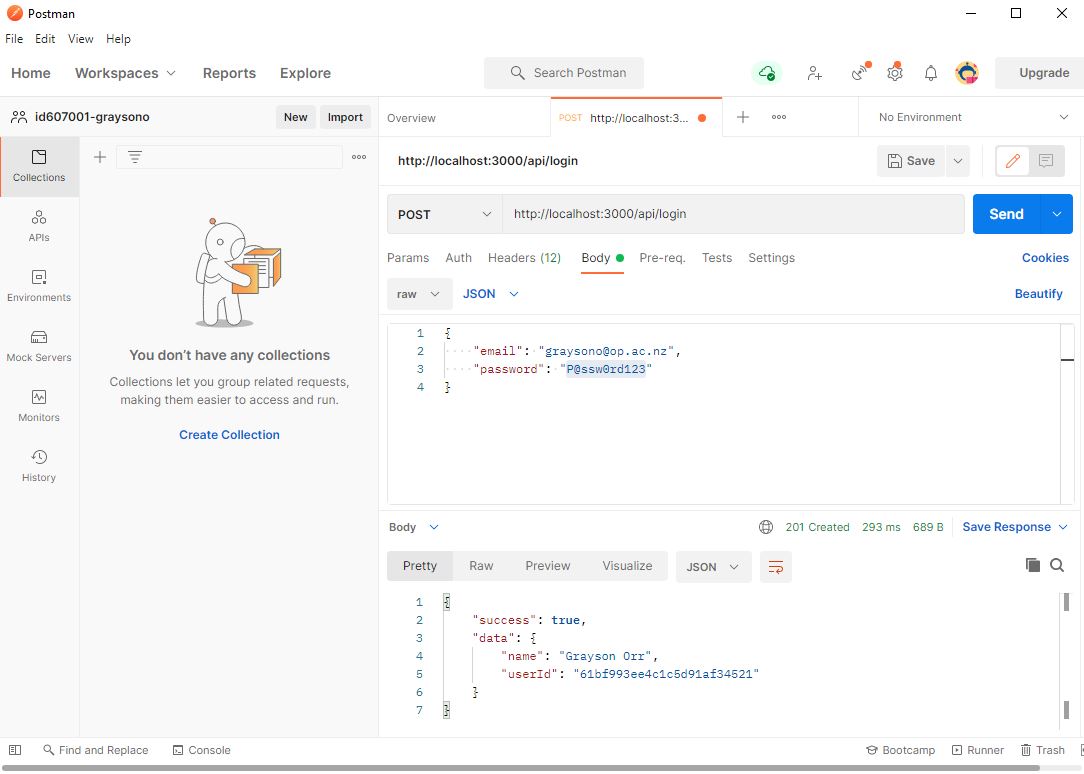 Postman
File Edit View Help
Home Workspaces Reports Explore Search Postman Upgrade
id607001-graysono New Import
Overview POST http://localhost:3... No Environment
Collections
APIs
Environments
Mock Servers
Monitors
History
You don't have any collections
Collections let you group related requests,
making them easier to access and run.
Create Collection
http://localhost:3000/api/login Save
POST http://localhost:3000/api/login Send
Params Auth Headers (12) Body Pre-req. Tests Settings Cookies
raw JSON Beautify
1 {
2 ····"email": "graysono@op.ac.nz",
3 ····"password": "P@ssw0rd123"
4 }
Body 201 Created 293 ms 689 B Save Response
Pretty Raw Preview Visualize JSON
1 {
2 "success": true,
3 "data": {
4 "name": "Grayson Orr",
5 "userId": "61bf993ee4c1c5d91af34521"
6 }
7 }
Find and Replace Console Bootcamp Runner Trash